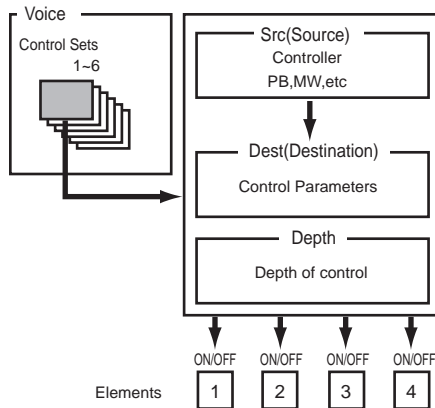 Voice
Control Sets
1~6
Src(Source)
Controller
PB,MW,etc
Dest(Destination)
Control Parameters
Depth
Depth of control
ON/OFF ON/OFF ON/OFF ON/OFF
Elements 1 2 3 4